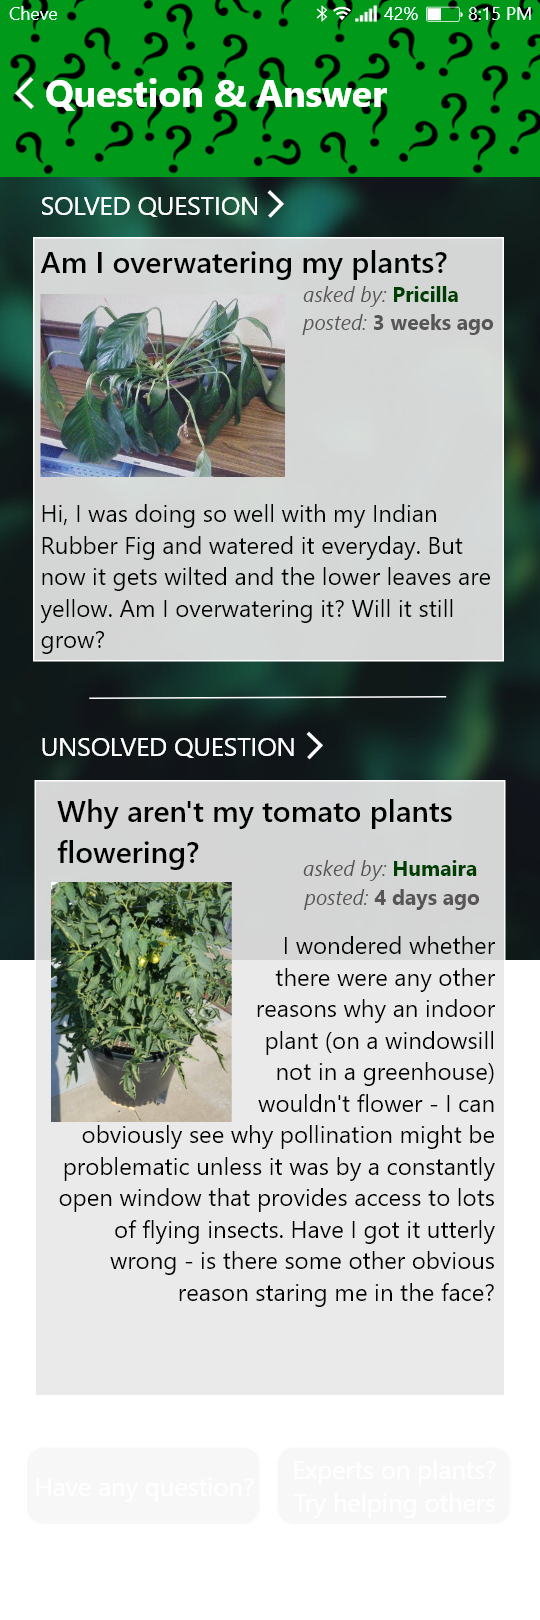 Cheve 42% 8:15 PM
Question & Answer
SOLVED QUESTION
Am I overwatering my plants?
asked by: Pricilla
posted: 3 weeks ago
Hi, I was doing so well with my Indian
Rubber Fig and watered it everyday. But
now it gets wilted and the lower leaves are
yellow. Am I overwatering it? Will it still
grow?
UNSOLVED QUESTION
Why aren't my tomato plants
flowering?
asked by: Humaira
posted: 4 days ago
I wondered whether
there were any other
reasons why an indoor
plant (on a windowsill
not in a greenhouse)
wouldn't flower - I can
obviously see why pollination might be
problematic unless it was by a constantly
open window that provides access to lots
of flying insects. Have I got it utterly
wrong - is there some other obvious
reason staring me in the face?
Have any question?
Experts on plants?
Try helping others